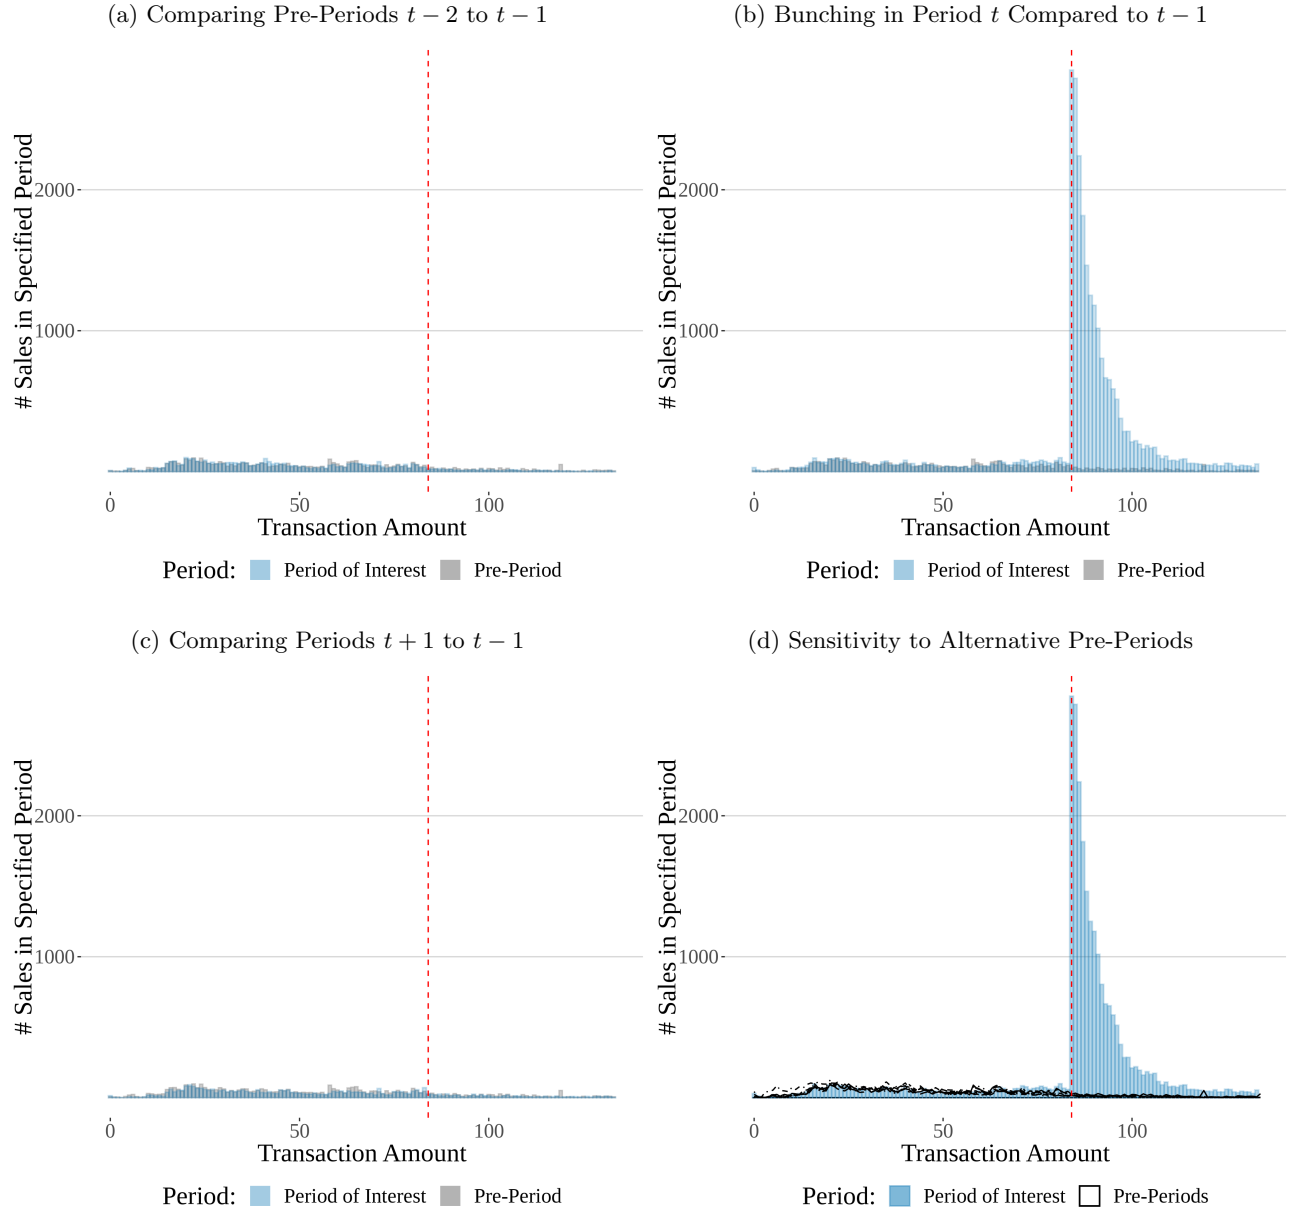 (a) Comparing Pre-Periods t − 2 to t − 1
# Sales in Specified Period
2000
1000
0 50 100
Transaction Amount
Period: Period of Interest Pre-Period
(b) Bunching in Period t Compared to t − 1
# Sales in Specified Period
2000
1000
0 50 100
Transaction Amount
Period: Period of Interest Pre-Period
(c) Comparing Periods t + 1 to t − 1
# Sales in Specified Period
2000
1000
0 50 100
Transaction Amount
Period: Period of Interest Pre-Period
(d) Sensitivity to Alternative Pre-Periods
# Sales in Specified Period
2000
1000
0 50 100
Transaction Amount
Period: Period of Interest Pre-Periods